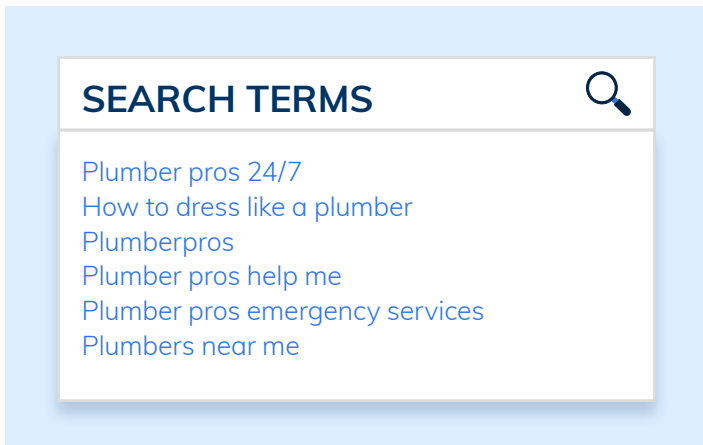 SEARCH TERMS
Plumber pros 24/7
How to dress like a plumber
Plumberpros
Plumber pros help me
Plumber pros emergency services
Plumbers near me